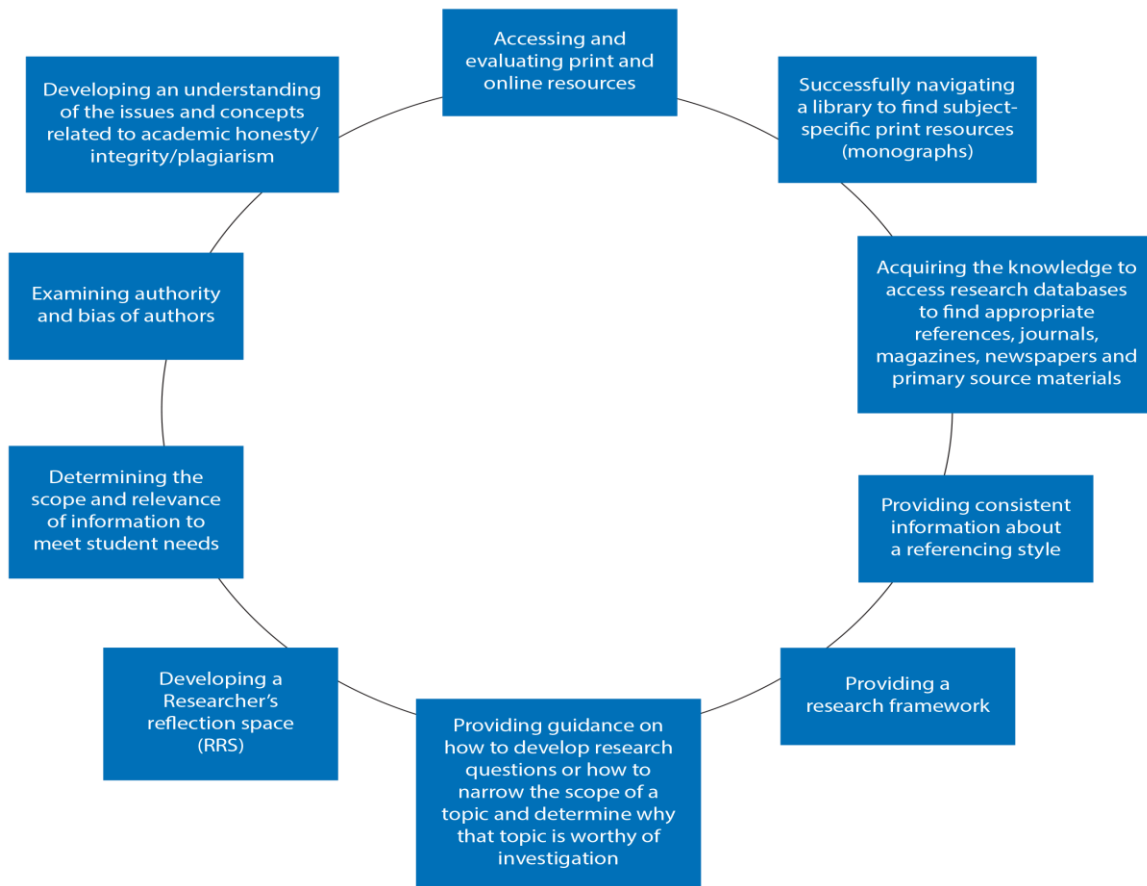 Accessing and
evaluating print and
online resources
Successfully navigating
a library to find subject-
specific print resources
(monographs)
Acquiring the knowledge to
access research databases
to find appropriate
references, journals,
magazines, newspapers and
primary source materials
Providing consistent
information about
a referencing style
Providing a
research framework
Providing guidance on
how to develop research
questions or how to
narrow the scope of
a topic and determine why
that topic is worthy of
investigation
Developing a
Researcher’s
reflection space
(RRS)
Determining the
scope and relevance
of information to
meet student needs
Examining authority
and bias of authors
Developing an understanding
of the issues and concepts
related to academic honesty/
integrity/plagiarism